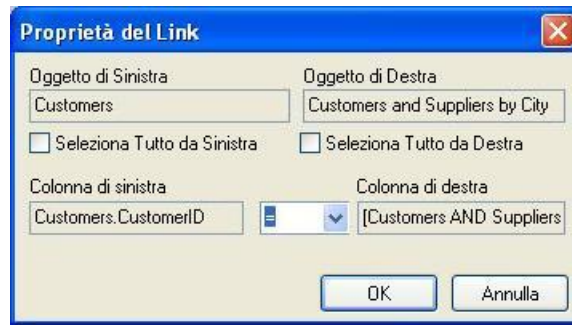 Proprietà del Link
Oggetto di Sinistra Oggetto di Destra
Customers Customers and Suppliers by City
Seleziona Tutto da Sinistra Seleziona Tutto da Destra
Colonna di sinistra Colonna di destra
Customers.CustomerID = [Customers AND Suppliers
OK Annulla